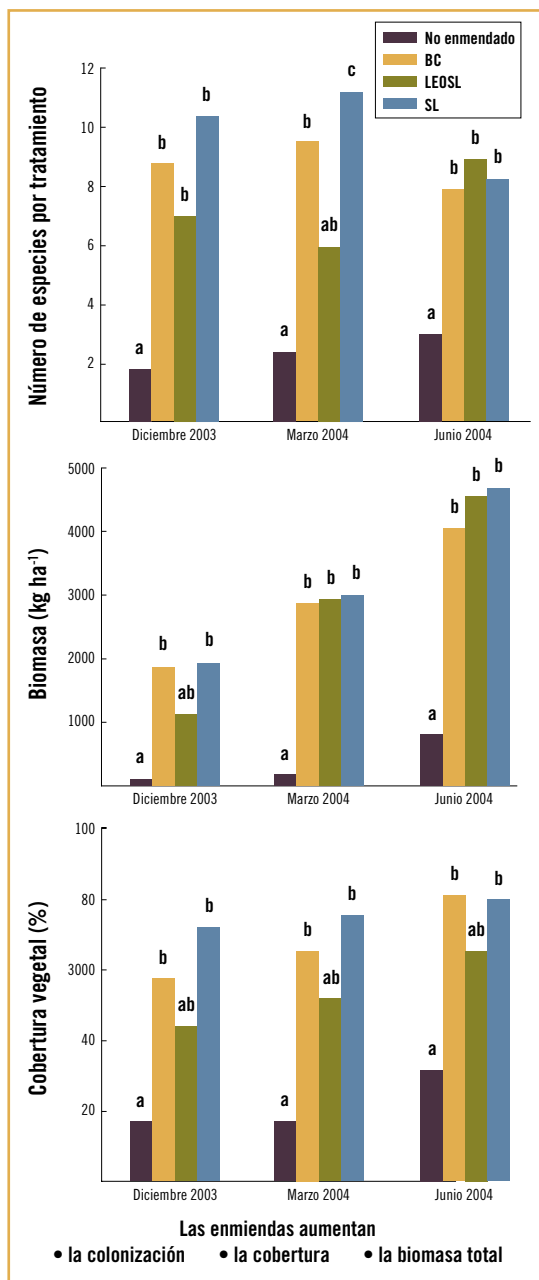 No enmendado
BC
LEOSL
SL
Número de especies por tratamiento
12
10
8
6
4
2
a b b b
a b ab c
a b b b
Diciembre 2003 Marzo 2004 Junio 2004
Biomasa (kg ha-1)
5000
4000
3000
2000
1000
a b ab b
a b b b
a b b b
Diciembre 2003 Marzo 2004 Junio 2004
Cobertura vegetal (%)
100
80
3000
40
20
a b ab b
a b ab b
a b ab b
Diciembre 2003 Marzo 2004 Junio 2004
Las enmiendas aumentan
• la colonización • la cobertura • la biomasa total